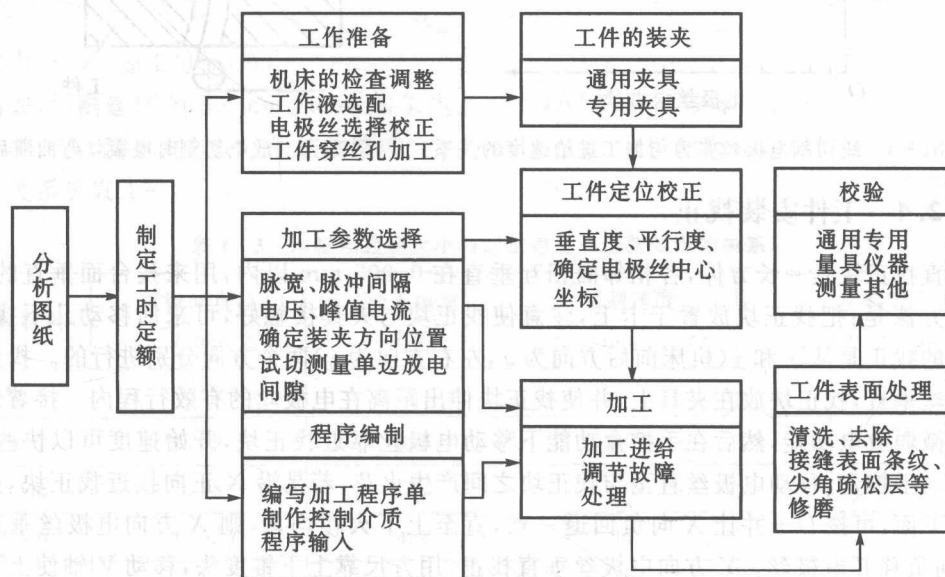 分析图纸
制定工时定额
工作准备
机床的检查调整
工作液选配
电极丝选择校正
工件穿丝孔加工
加工参数选择
脉宽、脉冲间隔
电压、峰值电流
确定装夹方向位置
试切测量单边放电
间隙
程序编制
编写加工程序单
制作控制介质
程序输入
工件的装夹
通用夹具
专用夹具
工件定位校正
垂直度、平行度、
确定电极丝中心
坐标
加工
加工进给
调节故障
处理
校验
通用、专用
量具仪器
测量其他
工件表面处理
清洗、去除
接缝表面条纹、
尖角疏松层等
修磨